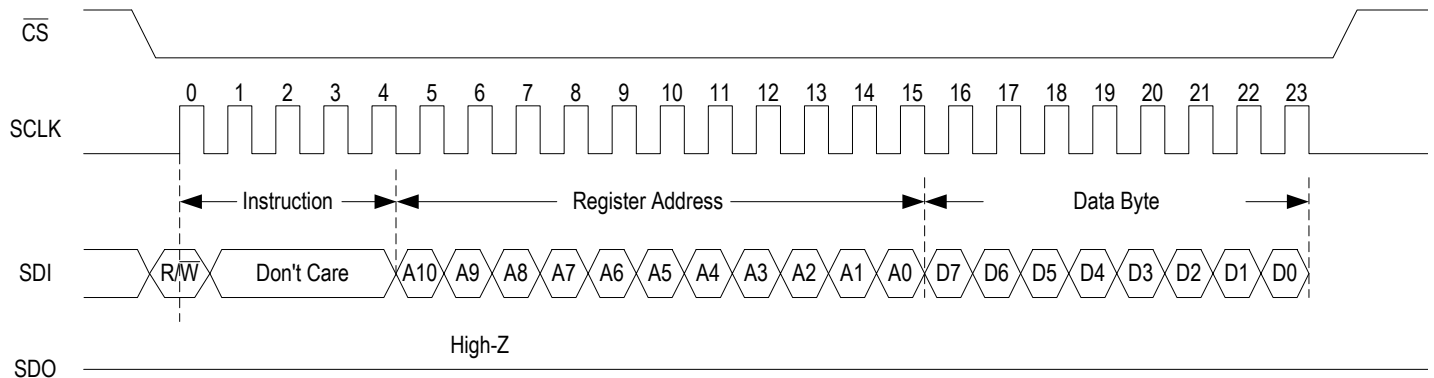 CS
0 1 2 3 4 5 6 7 8 9 10 11 12 13 14 15 16 17 18 19 20 21 22 23
SCLK
Instruction Register Address Data Byte
SDI R/W Don't Care A10 A9 A8 A7 A6 A5 A4 A3 A2 A1 A0 D7 D6 D5 D4 D3 D2 D1 D0
High-Z
SDO